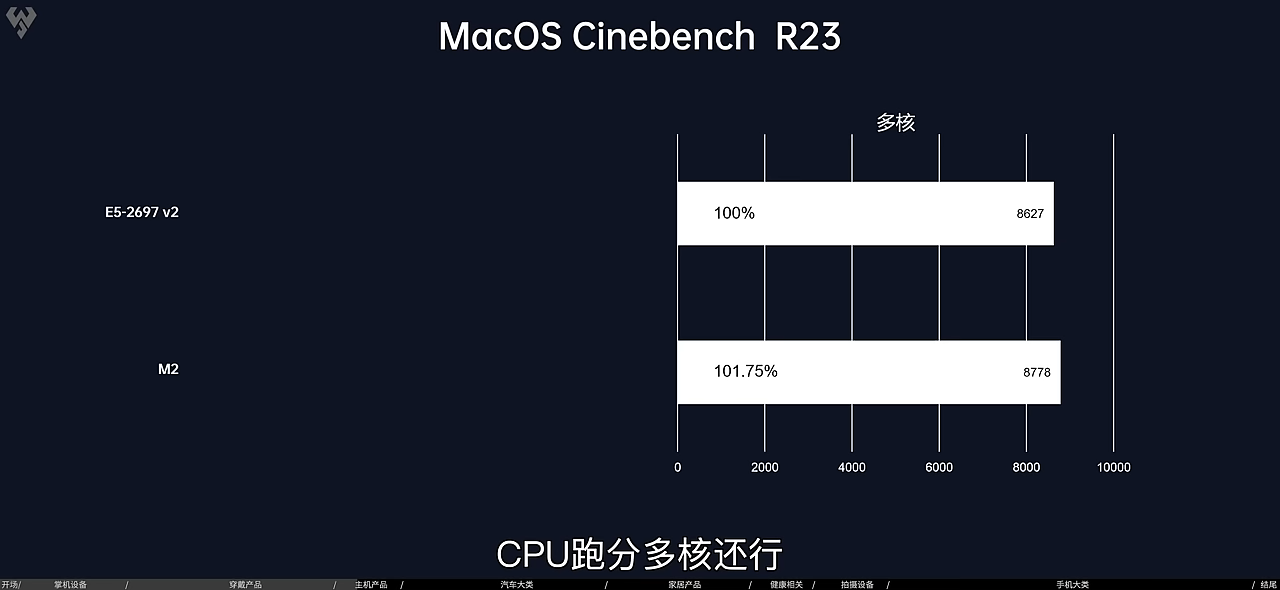 MacOS Cinebench R23
多核
E5-2697 v2
100%
8627
M2
101.75%
8778
0 2000 4000 6000 8000 10000
CPU跑分多核还行
开场/ 掌机设备 / 穿戴产品 / 主机产品 / 汽车大类 / 家居产品 / 健康相关 / 拍摄设备 / 手机大类 / 结尾